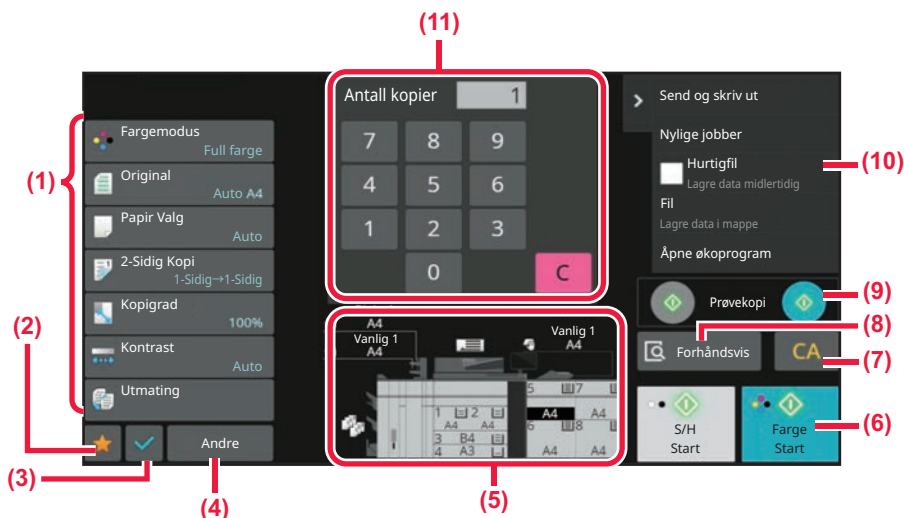 (11)
Antall kopier 1
7 8 9
4 5 6
1 2 3
0 C
(1)
Fargemodus
Full farge
Original
Auto A4
Papir Valg
Auto
2-Sidig Kopi
1-Sidig→1-Sidig
Kopigrad
100%
Kontrast
Auto
Utmating
(2)
(3)
Andre
(4)
A4
Vanlig 1
A4
Vanlig 1
A4
5 7
1 2
A4 A4
A4 A4
6 8
3 B4
4 A3
A4 A4
(5)
Send og skriv ut
Nylige jobber
Hurtigfil
Lagre data midlertidig
Fil
Lagre data i mappe
Åpne økoprogram
(10)
Prøvekopi
(9)
(8)
Forhåndsvis
CA
(7)
S/H
Start
Farge
Start
(6)